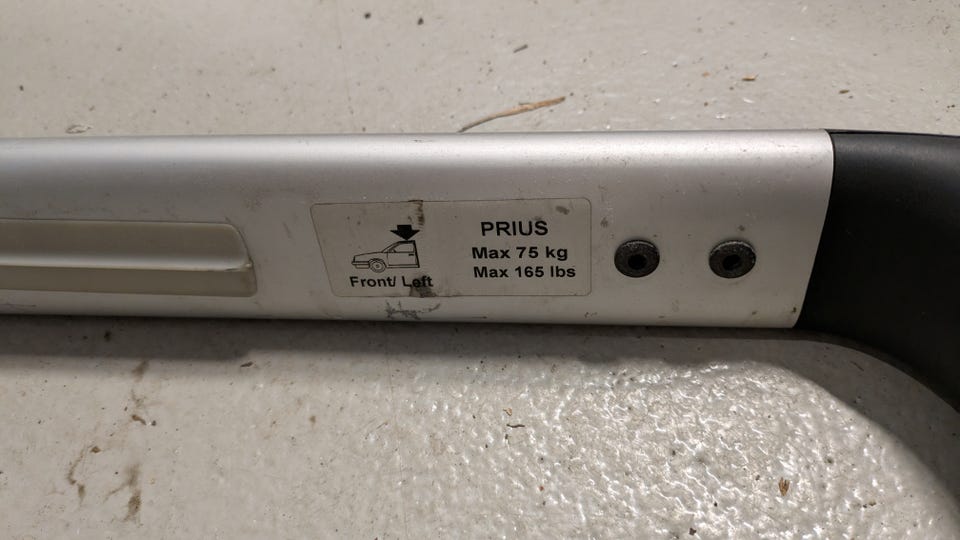 PRIUS
Max 75 kg
Max 165 lbs
Front/ Left